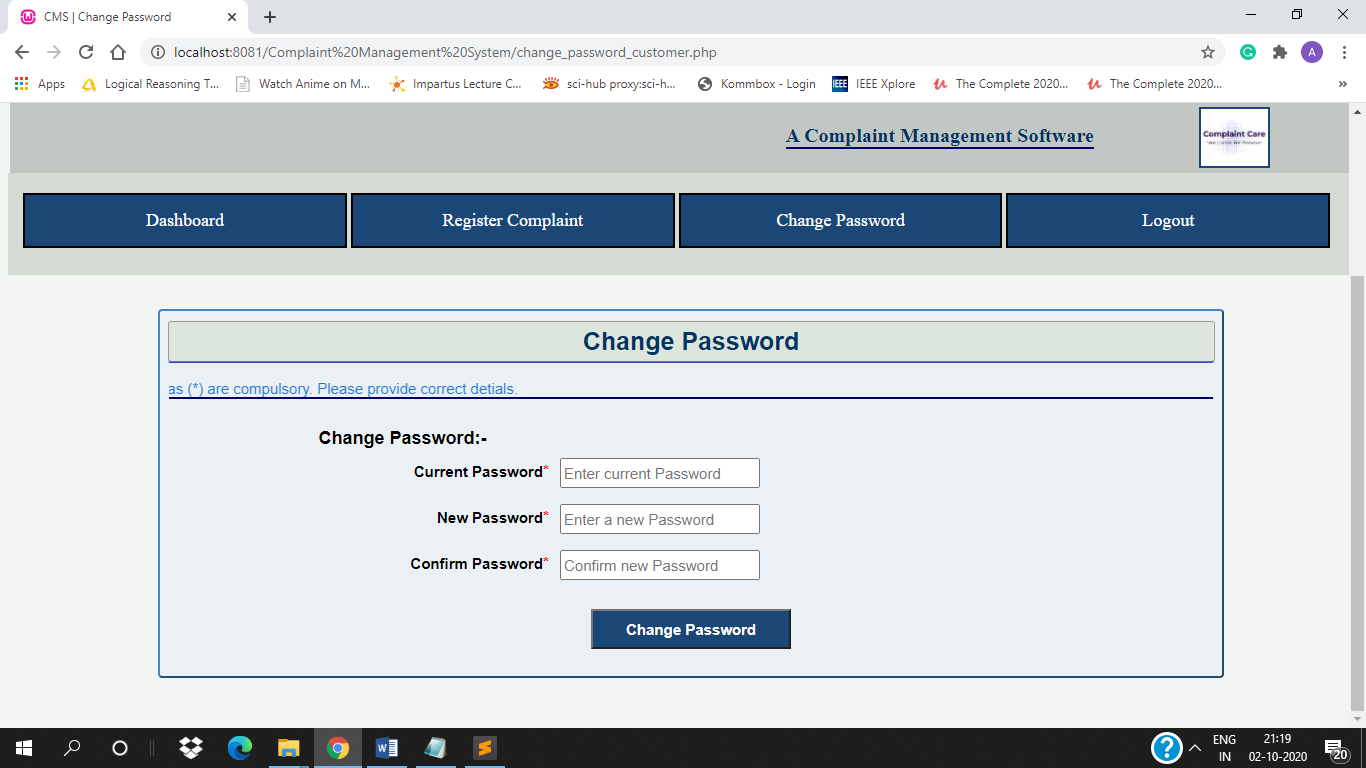 CMS | Change Password
localhost:8081/Complaint%20Management%20System/change_password_customer.php
A
Apps Logical Reasoning T... Watch Anime on M... Impartus Lecture C... sci-hub proxy:sci-h... Kommbox - Login IEEE IEEE Xplore The Complete 2020... The Complete 2020... »
A Complaint Management Software
Complaint Care
Dashboard Register Complaint Change Password Logout
Change Password
as (*) are compulsory. Please provide correct detials.
Change Password:-
Current Password* Enter current Password
New Password* Enter a new Password
Confirm Password* Confirm new Password
Change Password
ENG 21:19
IN 02-10-2020 20